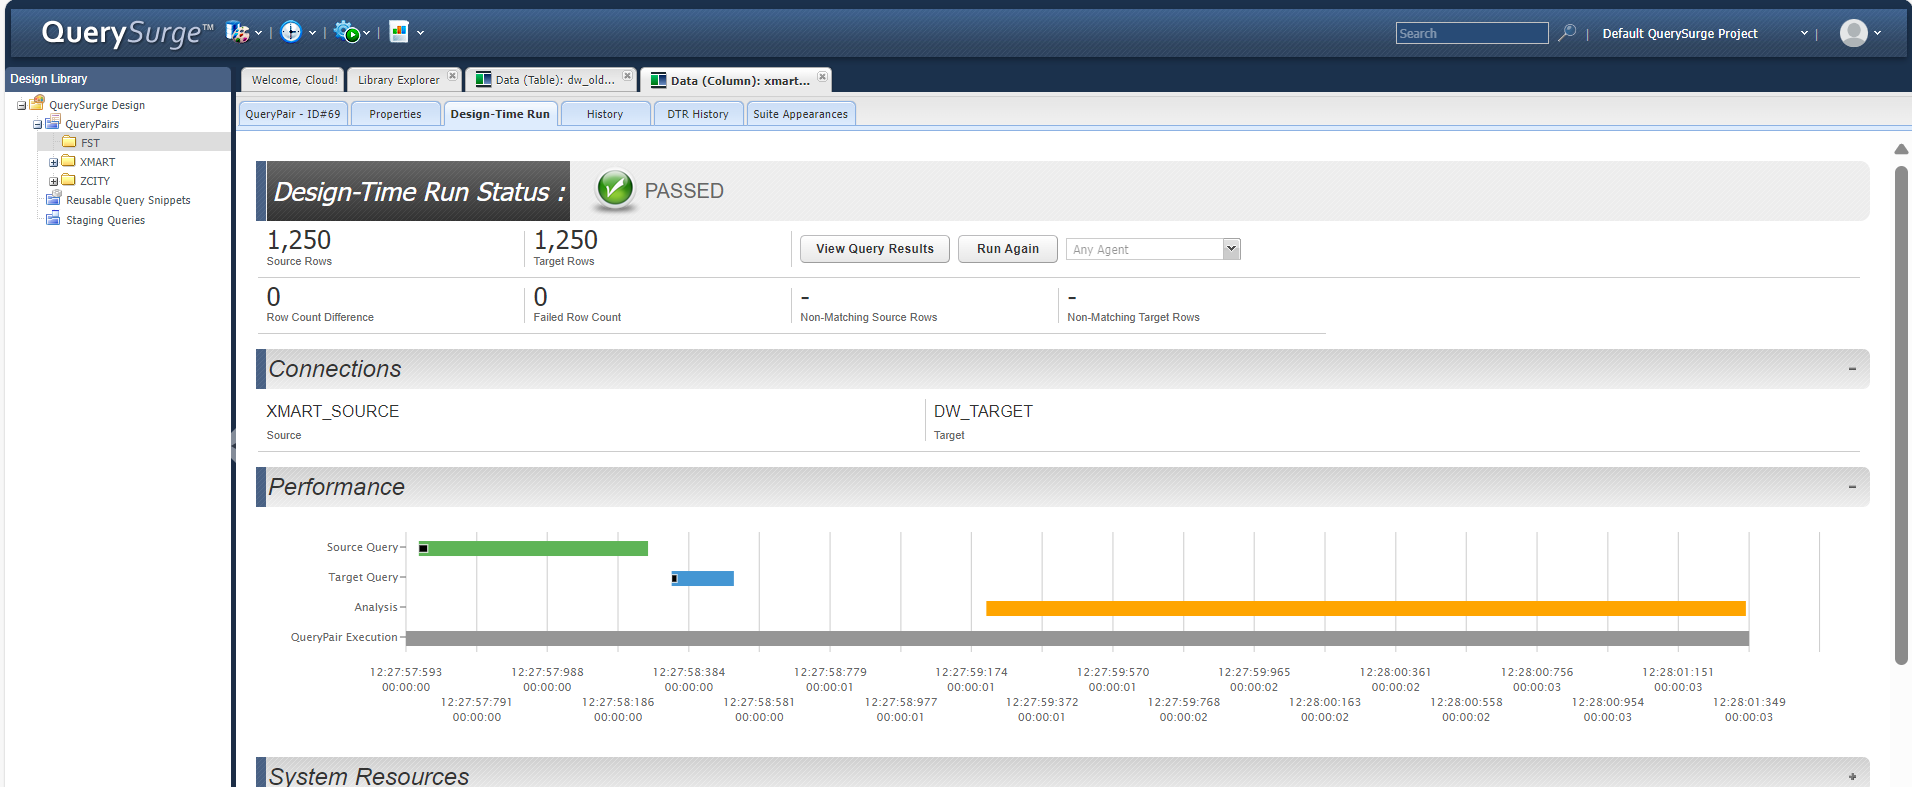 QuerySurge™
Search
Default QuerySurge Project
Design Library
Welcome, Cloud!
Library Explorer
Data (Table): dw_old...
Data (Column): xmart...
QuerySurge Design
QueryPairs
FST
XMART
ZCITY
Reusable Query Snippets
Staging Queries
QueryPair - ID#69
Properties
Design-Time Run
History
DTR History
Suite Appearances
Design-Time Run Status :
PASSED
1,250
Source Rows
1,250
Target Rows
View Query Results
Run Again
Any Agent
0
Row Count Difference
0
Failed Row Count
-
Non-Matching Source Rows
-
Non-Matching Target Rows
Connections
XMART_SOURCE
Source
DW_TARGET
Target
Performance
Source Query
Target Query
Analysis
QueryPair Execution
12:27:57:593 12:27:57:988 12:27:58:384 12:27:58:779 12:27:59:174 12:27:59:570 12:27:59:965 12:28:00:361 12:28:00:756 12:28:01:151
00:00:00 00:00:00 00:00:00 00:00:01 00:00:01 00:00:01 00:00:02 00:00:02 00:00:03 00:00:03
12:27:57:791 12:27:58:186 12:27:58:581 12:27:58:977 12:27:59:372 12:27:59:768 12:28:00:163 12:28:00:558 12:28:00:954 12:28:01:349
00:00:00 00:00:00 00:00:00 00:00:01 00:00:01 00:00:02 00:00:02 00:00:02 00:00:03 00:00:03
System Resources